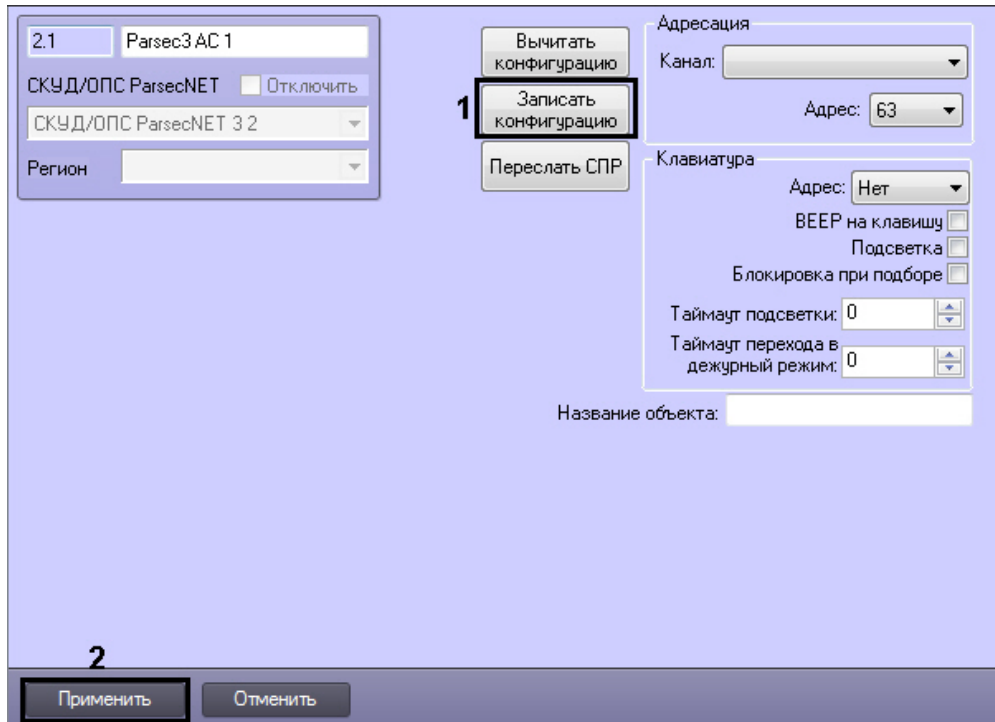 2.1 Parsec3 AC 1
СКУД/ОПС ParsecNET Отключить
СКУД/ОПС ParsecNET 3 2
Регион
Вычитать
конфигурацию
1
Записать
конфигурацию
Переслать СПР
Адресация
Канал:
Адрес: 63
Клавиатура
Адрес: Нет
BEEP на клавишу
Подсветка
Блокировка при подборе
Таймаут подсветки: 0
Таймаут перехода в
дежурный режим: 0
Название объекта:
2
Применить Отменить